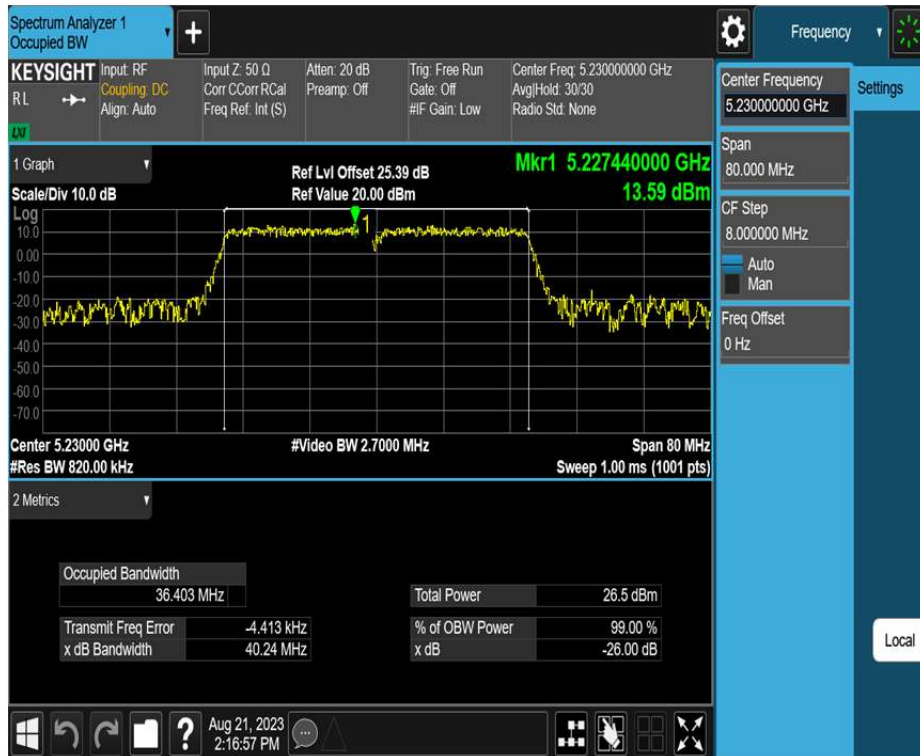 Spectrum Analyzer 1
Occupied BW
+
Frequency
KEYSIGHT
R L
LXI
Input: RF
Coupling: DC
Align: Auto
Input Z: 50 Ω
Corr CCorr RCal
Freq Ref: Int (S)
Atten: 20 dB
Preamp: Off
Trig: Free Run
Gate: Off
#IF Gain: Low
Center Freq: 5.230000000 GHz
Avg|Hold: 30/30
Radio Std: None
Center Frequency
5.230000000 GHz
Settings
Span
80.000 MHz
CF Step
8.000000 MHz
Auto
Man
Freq Offset
0 Hz
1 Graph
Scale/Div 10.0 dB
Ref Lvl Offset 25.39 dB
Ref Value 20.00 dBm
Mkr1 5.227440000 GHz
13.59 dBm
Log
10.0
0.00
-10.0
-20.0
-30.0
-40.0
-50.0
-60.0
-70.0
1
Center 5.23000 GHz
#Video BW 2.7000 MHz
Span 80 MHz
#Res BW 820.00 kHz
Sweep 1.00 ms (1001 pts)
2 Metrics
Occupied Bandwidth
36.403 MHz
Total Power 26.5 dBm
Transmit Freq Error -4.413 kHz
% of OBW Power 99.00 %
x dB Bandwidth 40.24 MHz
x dB -26.00 dB
Local
?
Aug 21, 2023
2:16:57 PM